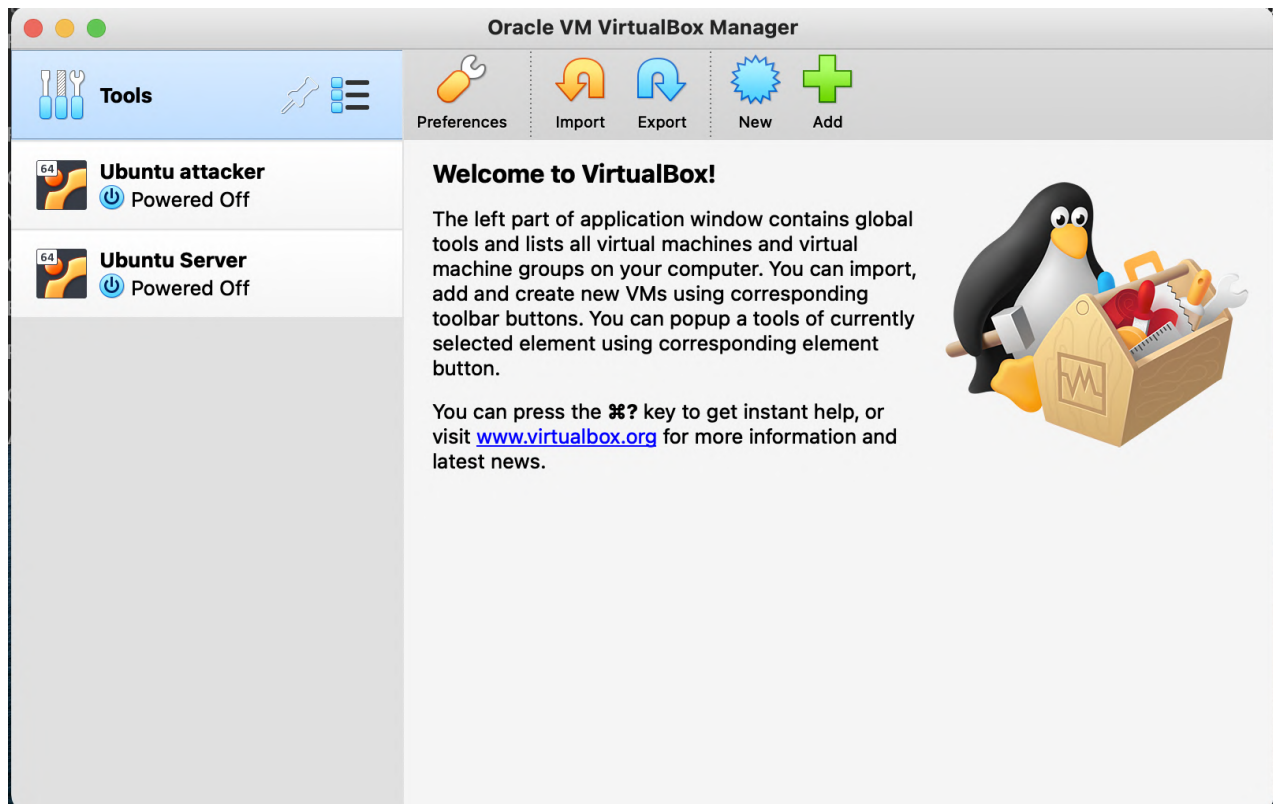 Oracle VM VirtualBox Manager
Tools
Preferences
Import
Export
New
Add
64
Ubuntu attacker
Powered Off
64
Ubuntu Server
Powered Off
Welcome to VirtualBox!
The left part of application window contains global
tools and lists all virtual machines and virtual
machine groups on your computer. You can import,
add and create new VMs using corresponding
toolbar buttons. You can popup a tools of currently
selected element using corresponding element
button.
You can press the ⌘? key to get instant help, or
visit www.virtualbox.org for more information and
latest news.